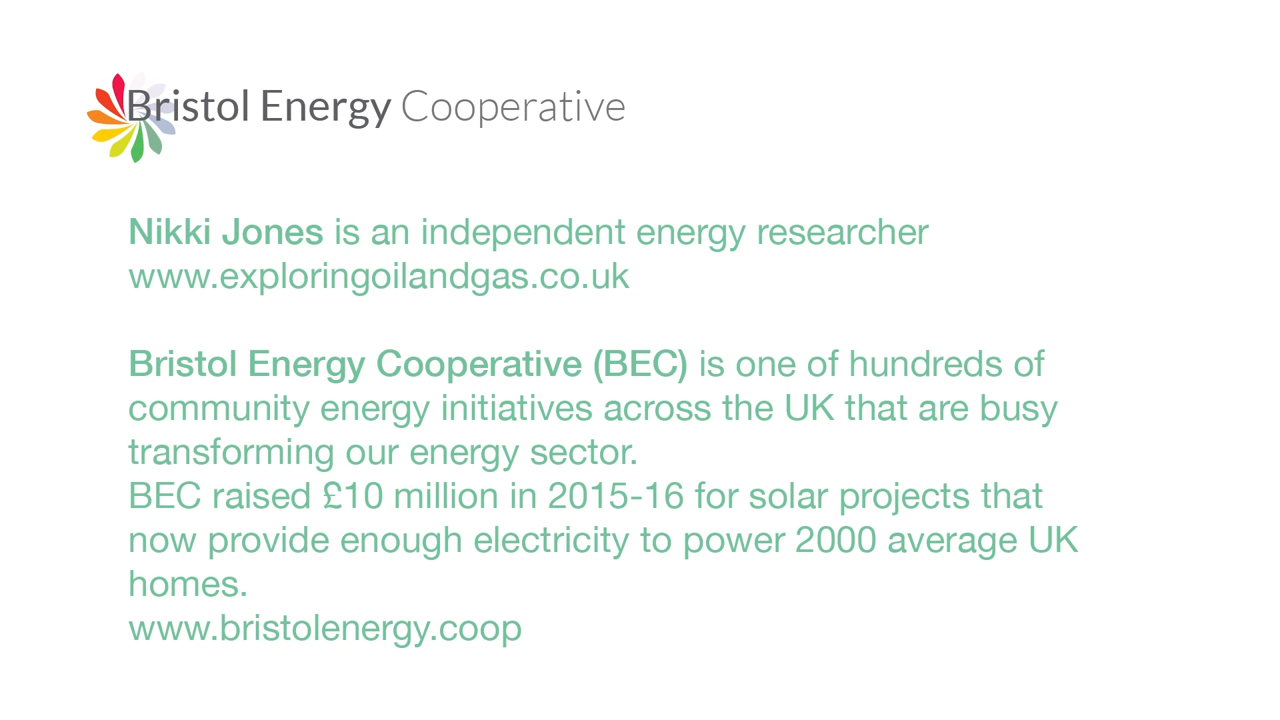 Bristol Energy Cooperative
Nikki Jones is an independent energy researcher
www.exploringoilandgas.co.uk
Bristol Energy Cooperative (BEC) is one of hundreds of
community energy initiatives across the UK that are busy
transforming our energy sector.
BEC raised £10 million in 2015-16 for solar projects that
now provide enough electricity to power 2000 average UK
homes.
www.bristolenergy.coop